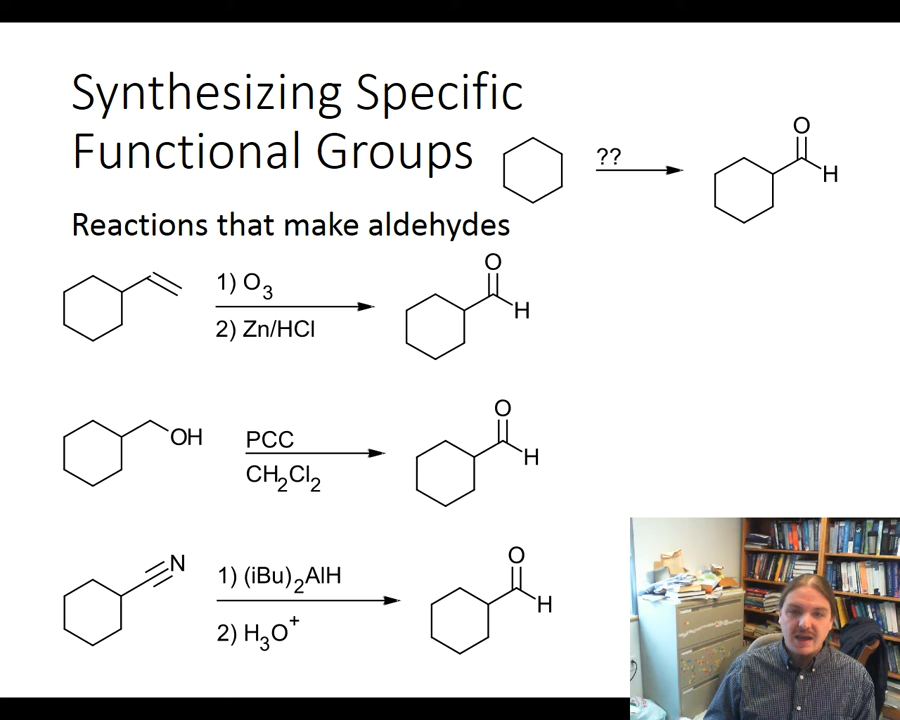 Synthesizing Specific
Functional Groups
??
O
H
Reactions that make aldehydes
1) O₃
2) Zn/HCl
O
H
OH
PCC
CH₂Cl₂
O
H
N
1) (iBu)₂AlH
2) H₃O⁺
O
H